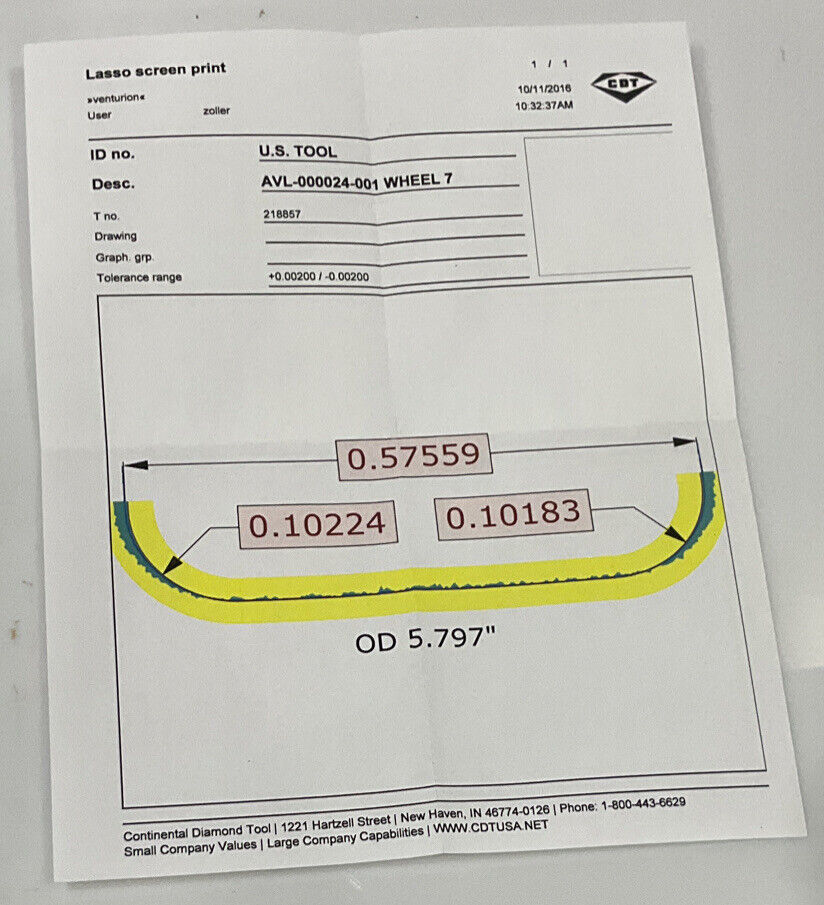 Lasso screen print
1 / 1
»venturion«
10/11/2016
CDT
User zoller
10:32:37AM
ID no. U.S. TOOL
Desc. AVL-000024-001 WHEEL 7
T no. 218857
Drawing
Graph. grp.
Tolerance range +0.00200 / -0.00200
0.57559
0.10224 0.10183
OD 5.797"
Continental Diamond Tool | 1221 Hartzell Street | New Haven, IN 46774-0126 | Phone: 1-800-443-6629
Small Company Values | Large Company Capabilities | WWW.CDTUSA.NET